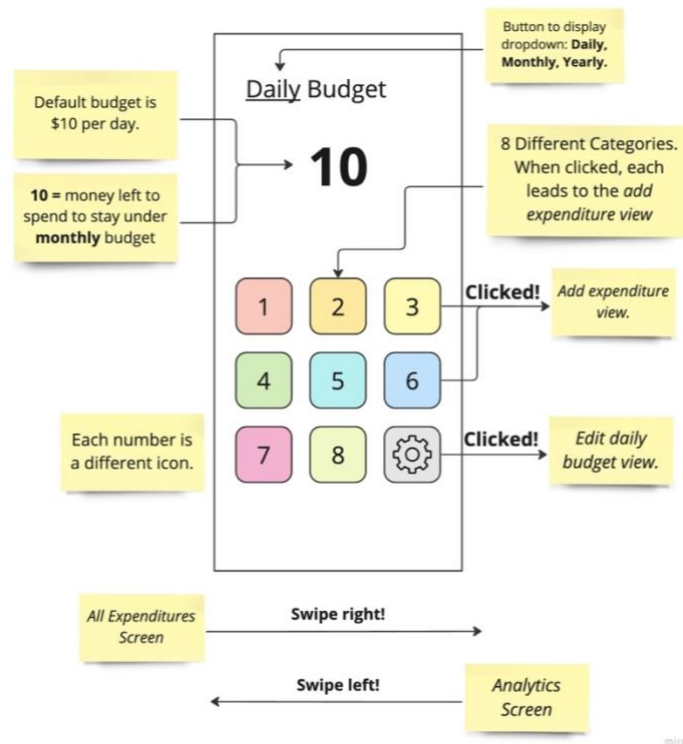 Button to display
dropdown: Daily,
Monthly, Yearly.
Daily Budget
Default budget is
$10 per day.
10
10 = money left to
spend to stay under
monthly budget
8 Different Categories.
When clicked, each
leads to the add
expenditure view
1 2 3
Clicked!
Add expenditure
view.
4 5 6
Each number is
a different icon.
7 8
Clicked!
Edit daily
budget view.
All Expenditures
Screen
Swipe right!
Swipe left!
Analytics
Screen